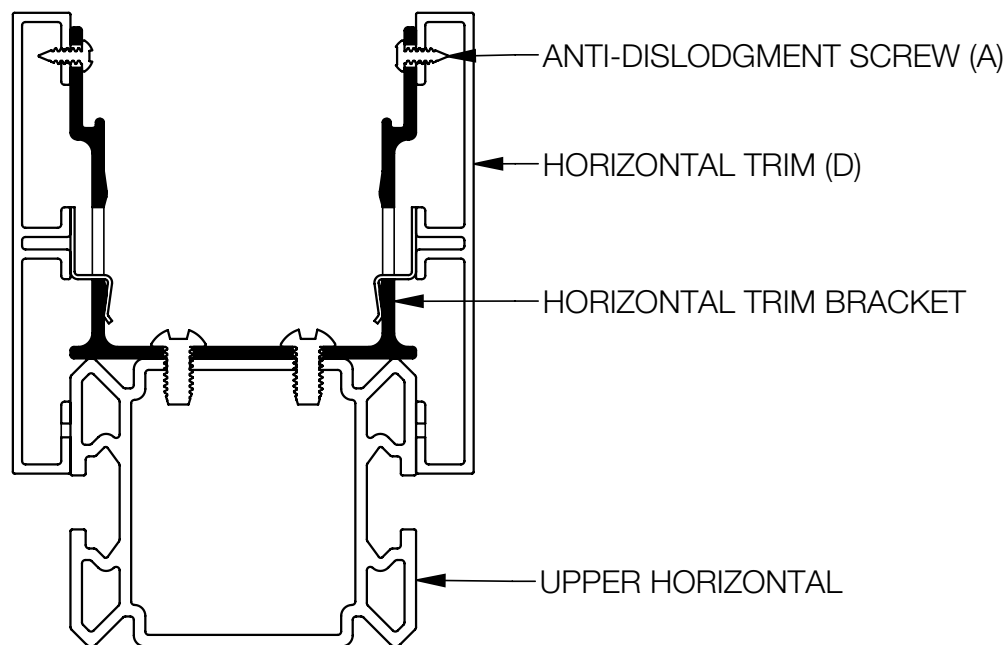 ANTI-DISLODGMENT SCREW (A)
HORIZONTAL TRIM (D)
HORIZONTAL TRIM BRACKET
UPPER HORIZONTAL